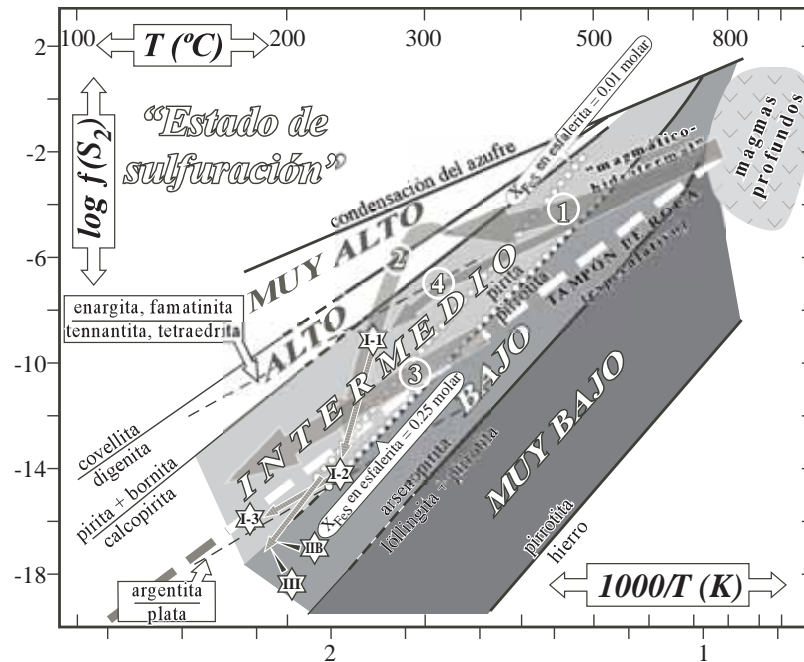 100
200
300
500
800
T (ºC)
2
-2
-6
-10
-14
-18
log f(S2)
“Estado de
sulfuración”
condensación del azufre
XFeS en esfalerita = 0.01 molar
"magmático-
hidrotermal"
magmas
profundos
MUY ALTO
ALTO
INTERMEDIO
BAJO
MUY BAJO
1
2
3
4
pirita
pirrotita
TAMPÓN DE ROCA
enargita, famatinita
tennantita, tetraedrita
covellita
digenita
pirita + bornita
calcopirita
I-1
I-2
I-3
IIB
III
XFeS en esfalerita = 0.25 molar
arsenopirita
löllingita + pirrotita
pirrotita
hierro
argentita
plata
1000/T (K)
2
1